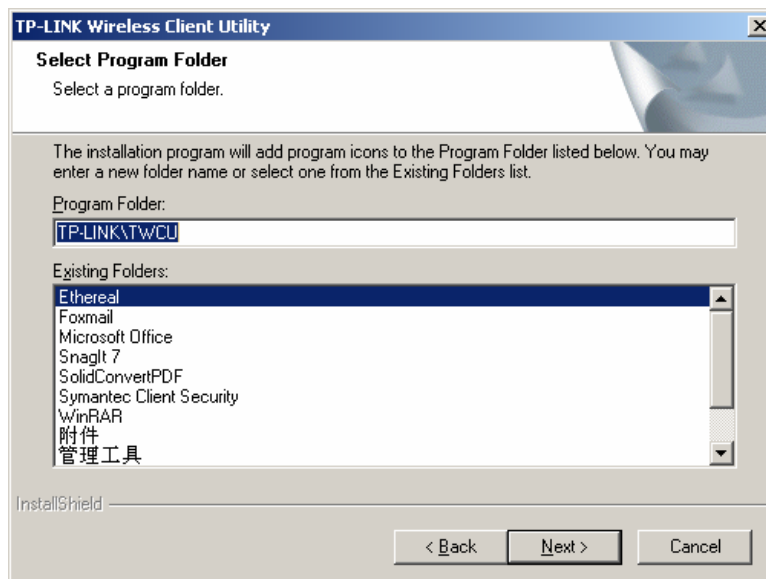 TP-LINK Wireless Client Utility
Select Program Folder
Select a program folder.
The installation program will add program icons to the Program Folder listed below. You may
enter a new folder name or select one from the Existing Folders list.
Program Folder:
TP-LINK\TWCU
Existing Folders:
Ethereal
Foxmail
Microsoft Office
SnagIt 7
SolidConvertPDF
Symantec Client Security
WinRAR
附件
管理工具
InstallShield
< Back Next > Cancel